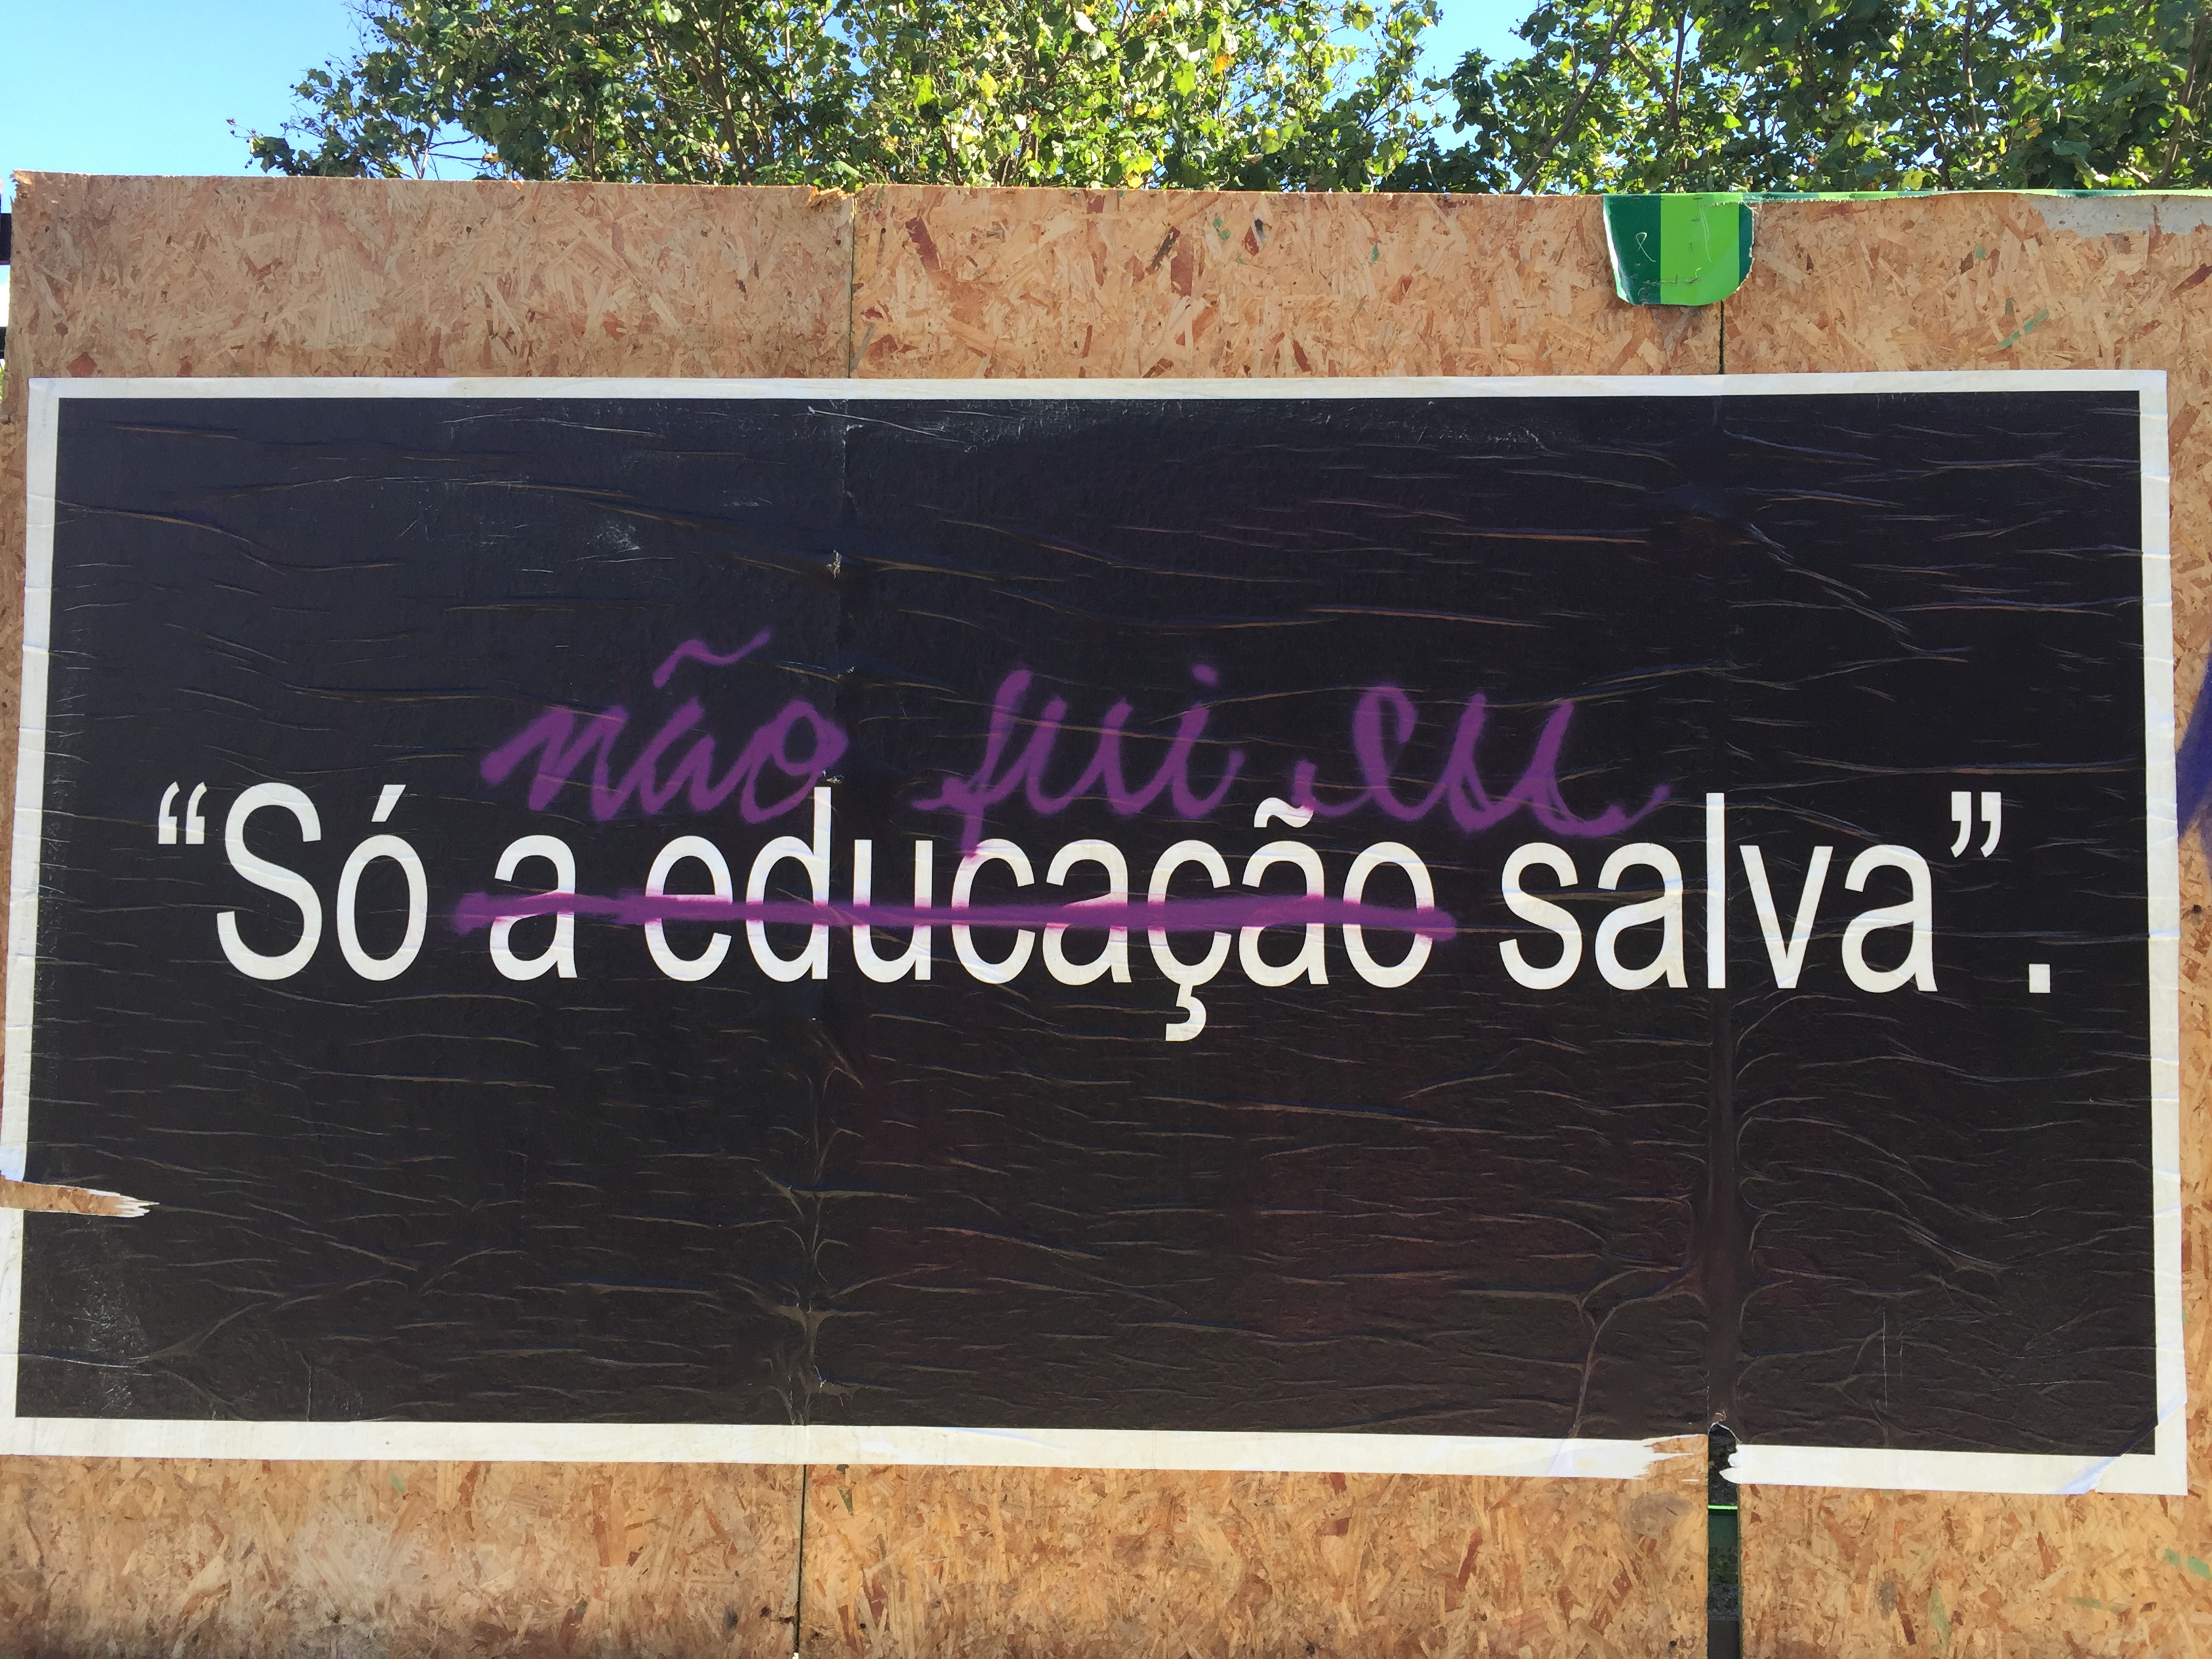 não fui eu
“Só a educação salva”.